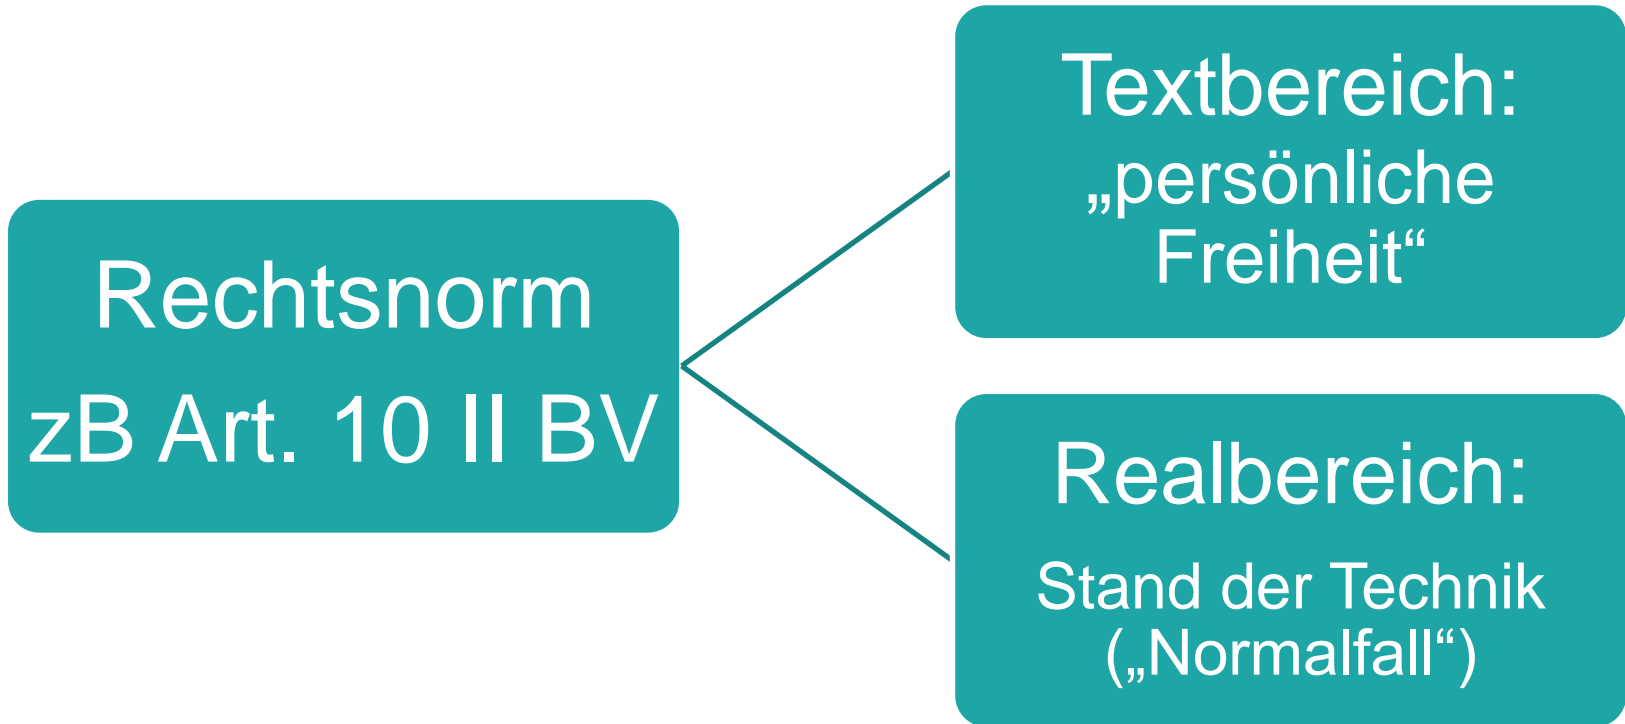 Rechtsnorm
zB Art. 10 II BV
Textbereich:
„persönliche
Freiheit“
Realbereich:
Stand der Technik
(„Normalfall“)